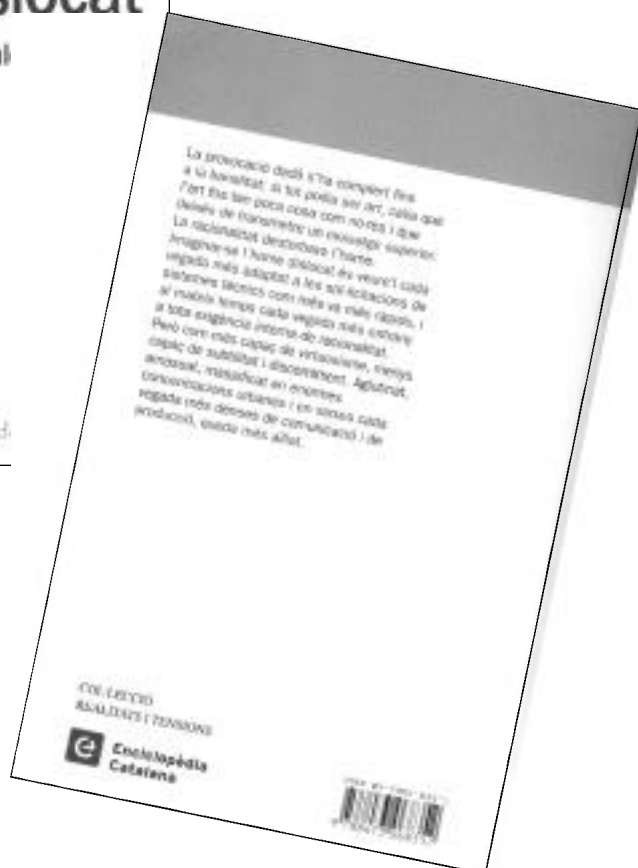 slocat
La provocació dadà s'ha complert fins
a la banalitat: si tot podia ser art, calia que
l'art fos tan poca cosa com no-res i que
deixés de transmetre un missatge superior.
La racionalitat destorbava l'home.
Imaginar-se l'home dislocat és veure'l cada
vegada més adaptat a les sol·licitacions de
sistemes tècnics com més va més ràpids, i
al mateix temps cada vegada més estrany
a tota exigència interna de racionalitat.
Però com més capaç de virtuosisme, menys
capaç de subtilitat i discerniment. Aglutinat,
amassat, massificat en enormes
concentracions urbanes i en xarxes cada
vegada més denses de comunicació i de
producció, queda més aïllat.
COL·LECCIÓ
REALITATS I TENSIONS
Enciclopèdia
Catalana